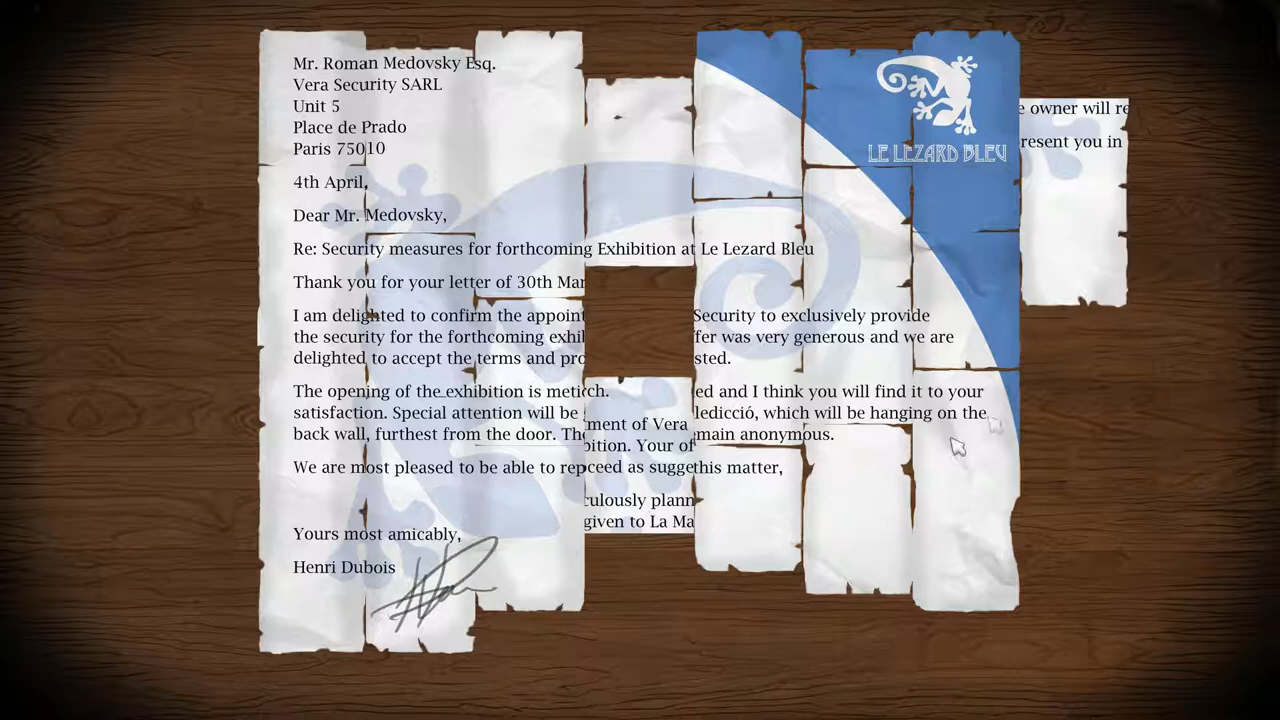 Mr. Roman Medovsky Esq.
Vera Security SARL
Unit 5
Place de Prado
Paris 75010
LE LEZARD BLEU
e owner will re
resent you in
4th April,
Dear Mr. Medovsky,
Re: Security measures for forthcoming Exhibition at Le Lezard Bleu
Thank you for your letter of 30th Mar
I am delighted to confirm the appoint
Security to exclusively provide
the security for the forthcoming exhi
fer was very generous and we are
delighted to accept the terms and pro
sted.
The opening of the exhibition is meti
ch.
ed and I think you will find it to your
satisfaction. Special attention will be
ledicció, which will be hanging on the
tment of Vera
back wall, furthest from the door. The
main anonymous.
bition. Your of
We are most pleased to be able to rep
ceed as sugge
this matter,
culously plann
given to La Ma
Yours most amicably,
Henri Dubois